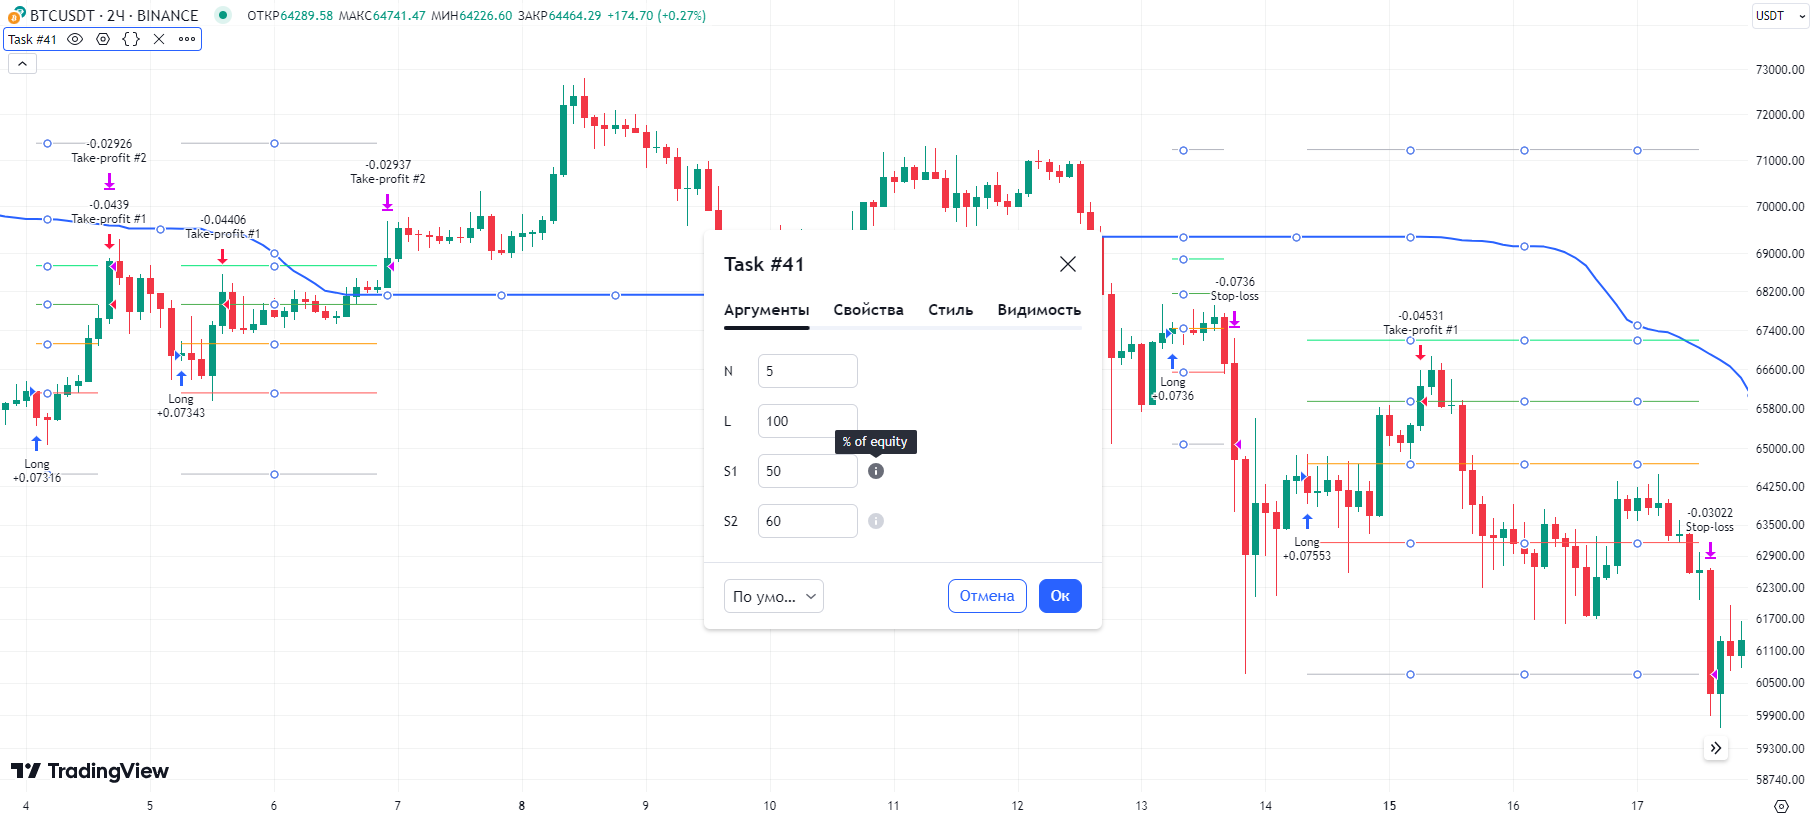 BTCUSDT · 2Ч · BINANCE ОТКР64289.58 МАКС64741.47 МИН64226.60 ЗАКР64464.29 +174.70 (+0.27%)
USDT
Task #41
73000.00
72000.00
71000.00
70000.00
69000.00
68200.00
67400.00
66600.00
65800.00
65000.00
64250.00
63500.00
62900.00
62300.00
61700.00
61100.00
60500.00
59900.00
59300.00
58740.00
-0.02926
Take-profit #2
-0.0439
Take-profit #1
-0.04406
Take-profit #1
-0.02937
Take-profit #2
Long
+0.07316
Long
+0.07343
Task #41
Аргументы Свойства Стиль Видимость
N 5
L 100
% of equity
S1 50
S2 60
По умо...
Отмена
Ок
-0.0736
Stop-loss
Long
+0.0736
-0.04531
Take-profit #1
Long
+0.07553
-0.03022
Stop-loss
TradingView
4 5 6 7 8 9 10 11 12 13 14 15 16 17